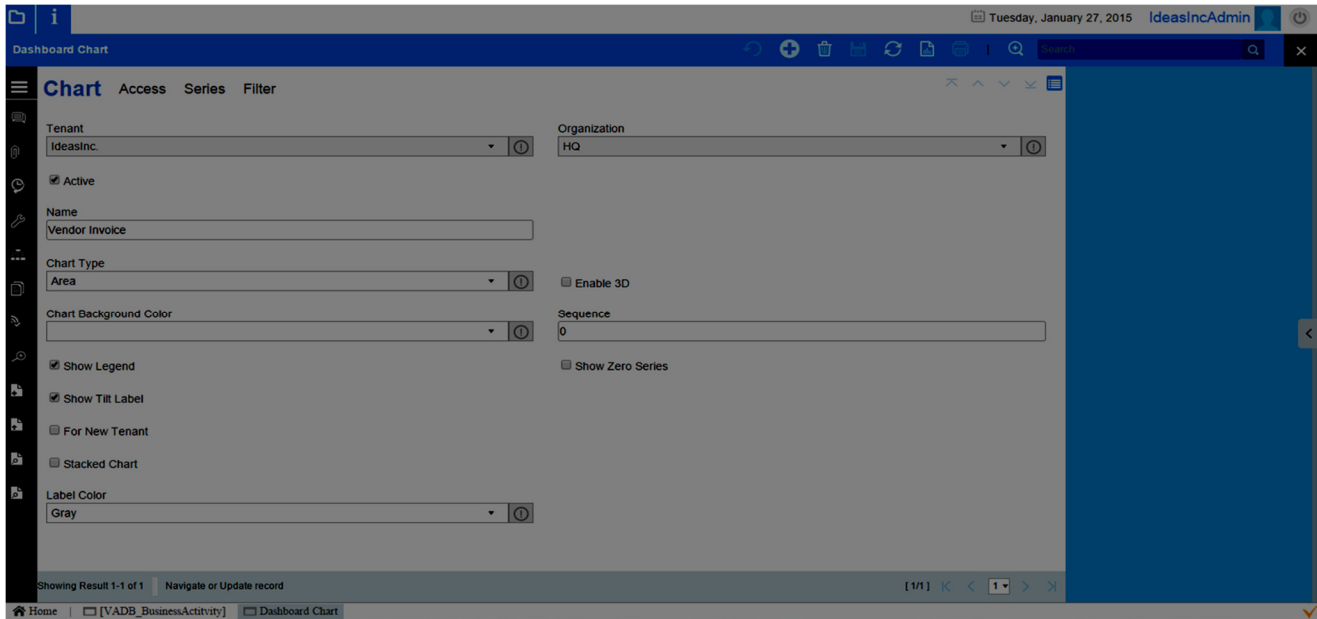 Tuesday, January 27, 2015 IdeasIncAdmin
Dashboard Chart
Search
Chart Access Series Filter
Tenant Organization
IdeasInc. HQ
Active
Name
Vendor Invoice
Chart Type
Area Enable 3D
Chart Background Color Sequence
0
Show Legend Show Zero Series
Show Tilt Label
For New Tenant
Stacked Chart
Label Color
Gray
Showing Result 1-1 of 1 Navigate or Update record [1/1] 1
Home [VADB_BusinessActitvity] Dashboard Chart